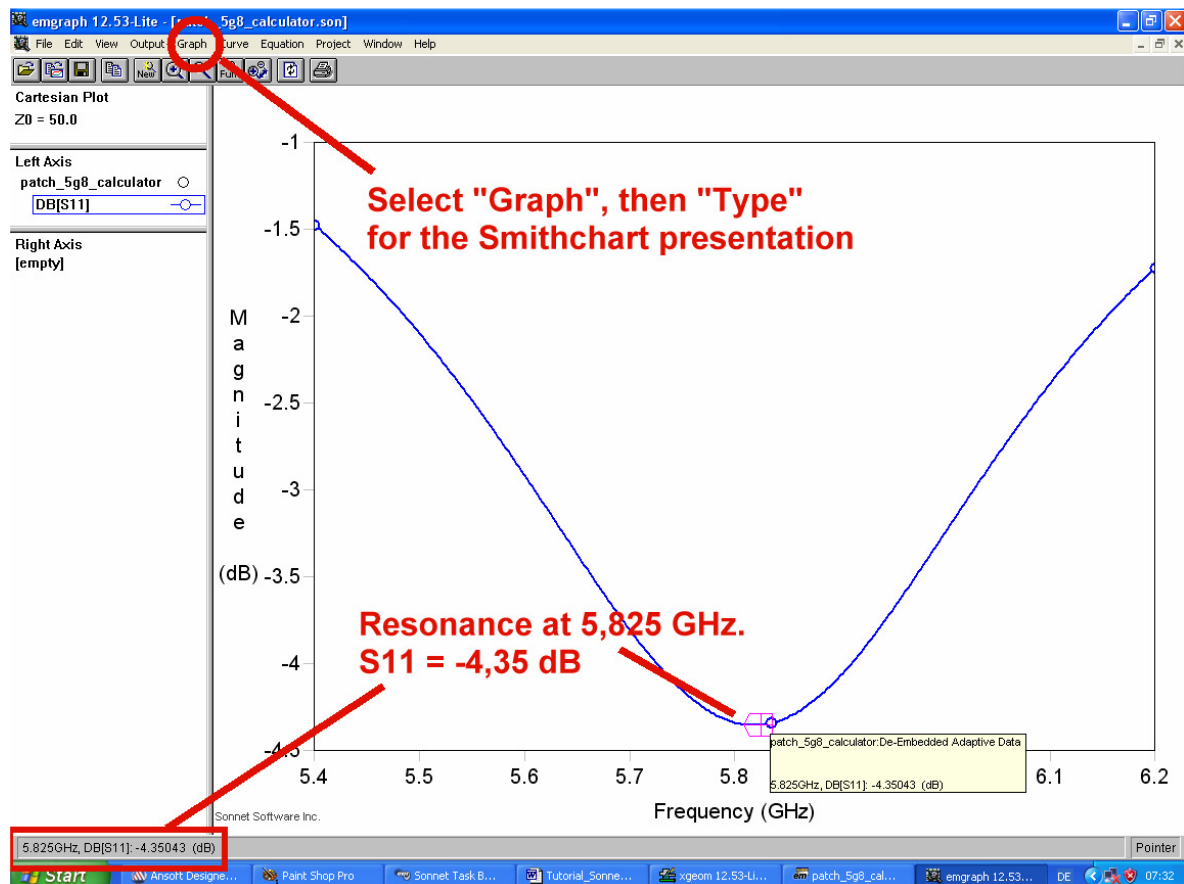 emgraph 12.53-Lite - [patch_5g8_calculator.son]
File Edit View Output Graph Curve Equation Project Window Help
New Full
Cartesian Plot
Z0 = 50.0
Left Axis
patch_5g8_calculator
DB[S11]
Right Axis
[empty]
Select "Graph", then "Type"
for the Smithchart presentation
Resonance at 5,825 GHz.
S11 = -4,35 dB
Magnitude
(dB)
-1
-1.5
-2
-2.5
-3
-3.5
-4
-4.5
patch_5g8_calculator:De-Embedded Adaptive Data
5.825GHz, DB[S11]: -4.35043 (dB)
5.4 5.5 5.6 5.7 5.8 6.1 6.2
Frequency (GHz)
Sonnet Software Inc.
5.825GHz, DB[S11]: -4.35043 (dB)
Pointer
Start Ansoft Designe... Paint Shop Pro Sonnet Task B... Tutorial_Sonne... xgeom 12.53-Li... patch_5g8_cal... emgraph 12.53... DE 07:32